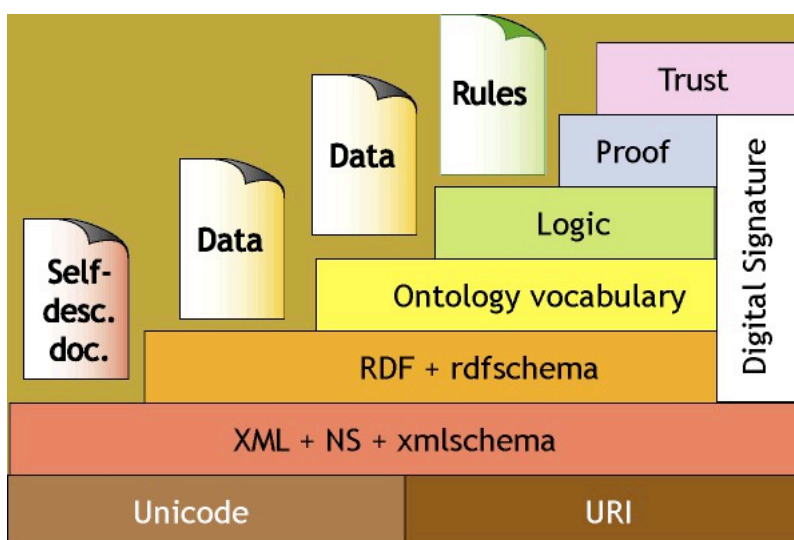 Rules
Trust
Data
Proof
Data
Logic
Self-
desc.
doc.
Ontology vocabulary
Digital Signature
RDF + rdfschema
XML + NS + xmlschema
Unicode
URI